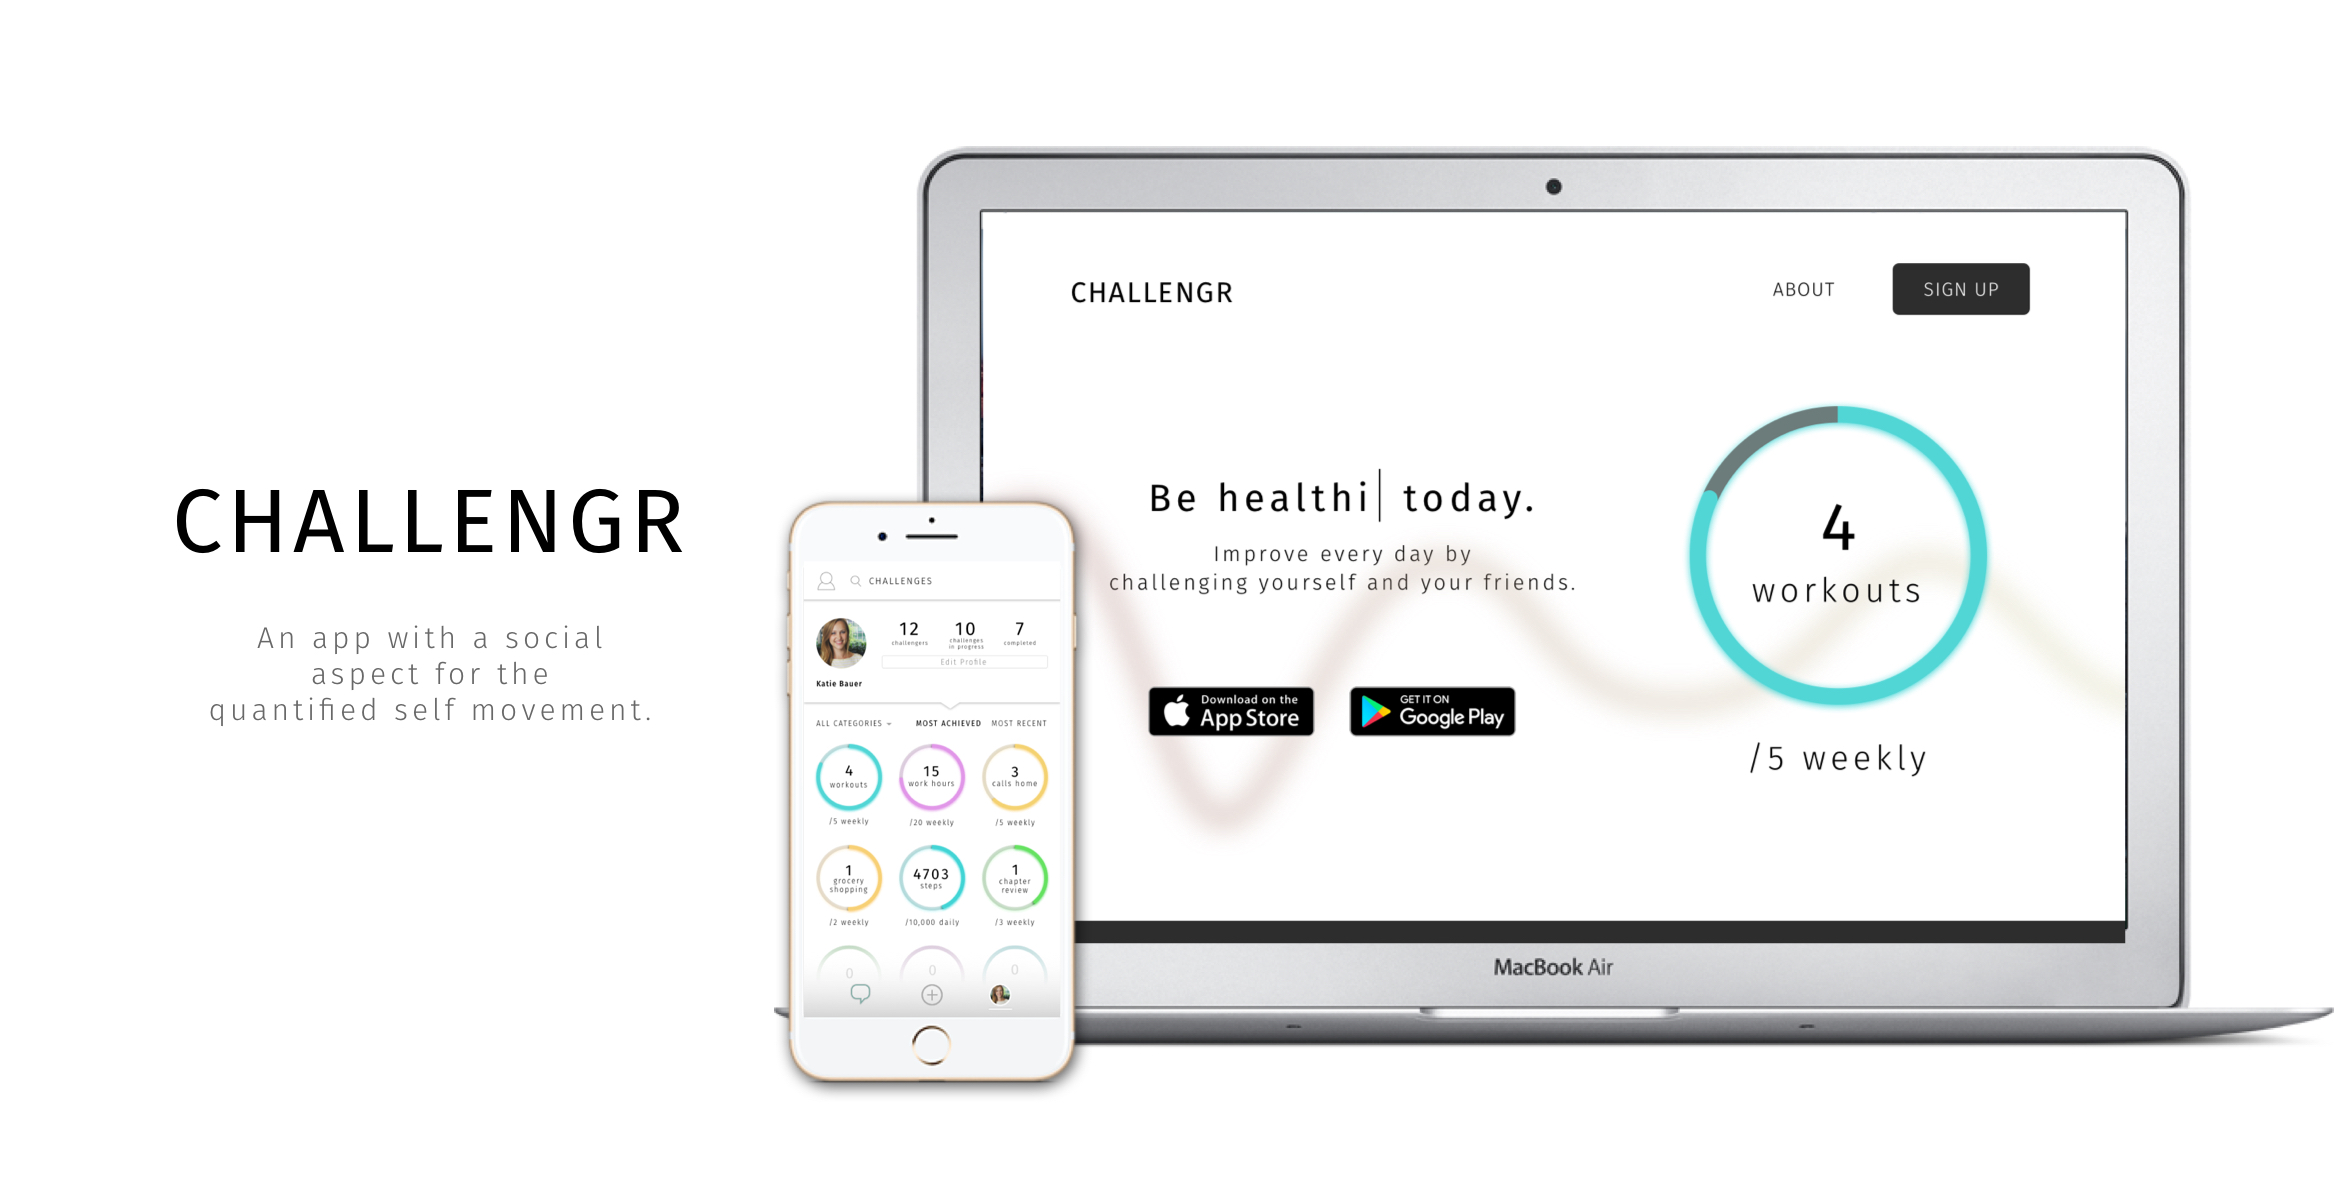 CHALLENGR
An app with a social
aspect for the
quantified self movement.
CHALLENGR
ABOUT
SIGN UP
Be healthi today.
Improve every day by
challenging yourself and your friends.
Download on the
App Store
GET IT ON
Google Play
4
workouts
/5 weekly
MacBook Air
CHALLENGES
12 10 7
challengers challenges completed
in progress
Edit Profile
Katie Bauer
ALL CATEGORIES MOST ACHIEVED MOST RECENT
4 15 3
workouts work hours calls home
/5 weekly /20 weekly /5 weekly
1 4703 1
grocery steps chapter
shopping review
/2 weekly /10,000 daily /3 weekly
0 0 0